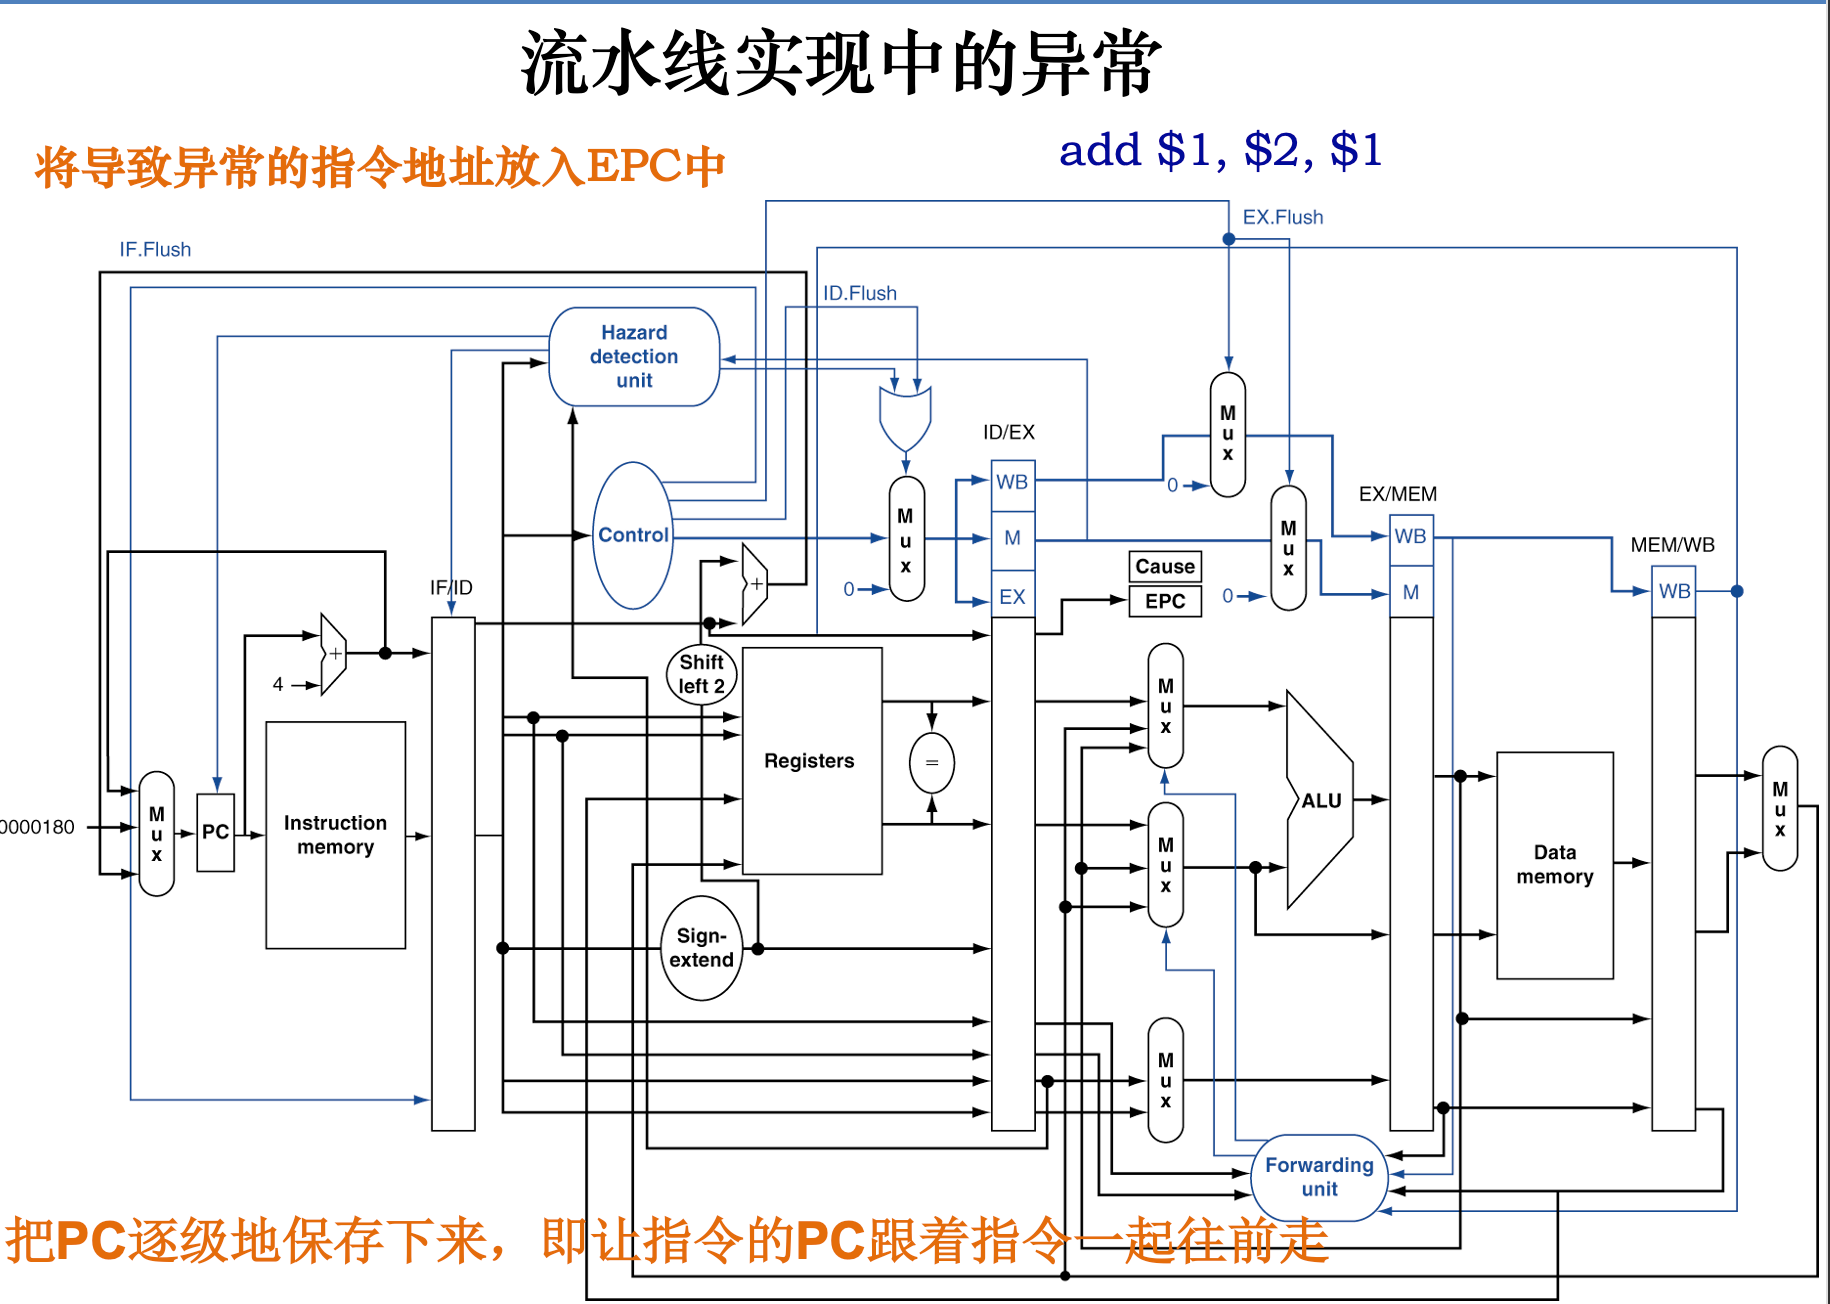 流水线实现中的异常
将导致异常的指令地址放入EPC中
add $1, $2, $1
EX.Flush
IF.Flush
ID.Flush
Hazard
detection
unit
M
u
x
ID/EX
WB
0
EX/MEM
M
u
x
M
u
x
Control
M
WB
MEM/WB
Cause
IF/ID
0
EX
EPC
0
M
WB
+
+
4
Shift
left 2
M
u
x
Registers
=
M
u
x
0000180
M
u
x
PC
Instruction
memory
ALU
M
u
x
Data
memory
Sign-
extend
M
u
x
Forwarding
unit
把PC逐级地保存下来，即让指令的PC跟着指令一起往前走